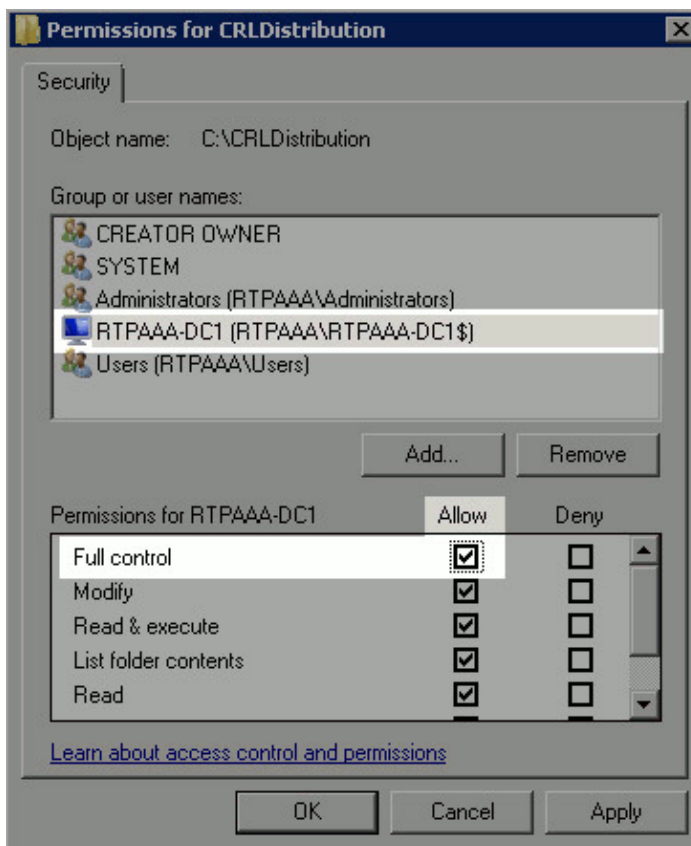 Permissions for CRLDistribution
Security
Object name: C:\CRLDistribution
Group or user names:
CREATOR OWNER
SYSTEM
Administrators (RTPAAA\Administrators)
RTPAAA-DC1 (RTPAAA\RTPAAA-DC1$)
Users (RTPAAA\Users)
Add... Remove
Permissions for RTPAAA-DC1 Allow Deny
Full control
Modify
Read & execute
List folder contents
Read
Learn about access control and permissions
OK Cancel Apply